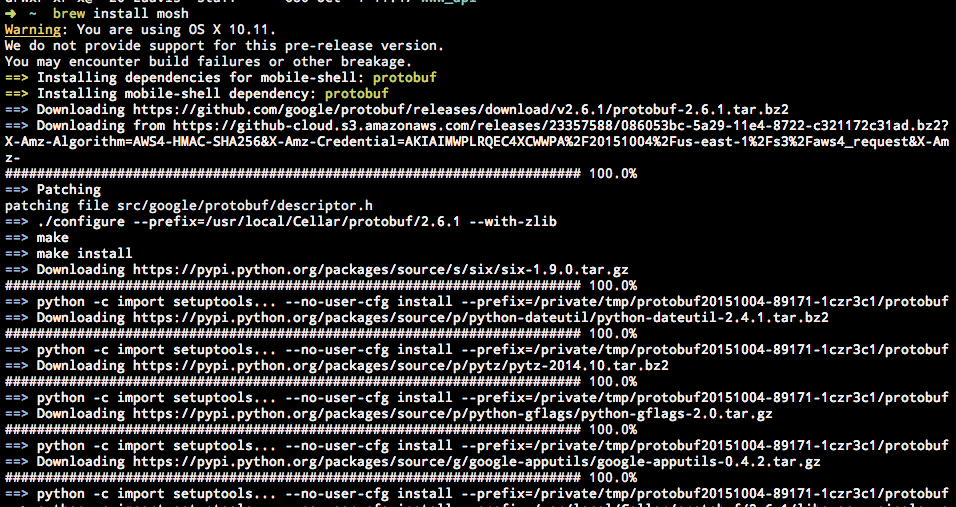 ➜  ~  brew install mosh
Warning: You are using OS X 10.11.
We do not provide support for this pre-release version.
You may encounter build failures or other breakage.
==> Installing dependencies for mobile-shell: protobuf
==> Installing mobile-shell dependency: protobuf
==> Downloading https://github.com/google/protobuf/releases/download/v2.6.1/protobuf-2.6.1.tar.bz2
==> Downloading from https://github-cloud.s3.amazonaws.com/releases/23357588/086053bc-5a29-11e4-8722-c321172c31ad.bz2?
X-Amz-Algorithm=AWS4-HMAC-SHA256&X-Amz-Credential=AKIAIMWPLRQEC4XCWWPA%2F20151004%2Fus-east-1%2Fs3%2Faws4_request&X-Am
z-
######################################################################## 100.0%
==> Patching
patching file src/google/protobuf/descriptor.h
==> ./configure --prefix=/usr/local/Cellar/protobuf/2.6.1 --with-zlib
==> make
==> make install
==> Downloading https://pypi.python.org/packages/source/s/six/six-1.9.0.tar.gz
######################################################################## 100.0%
==> python -c import setuptools... --no-user-cfg install --prefix=/private/tmp/protobuf20151004-89171-1czr3c1/protobuf
==> Downloading https://pypi.python.org/packages/source/p/python-dateutil/python-dateutil-2.4.1.tar.bz2
######################################################################## 100.0%
==> python -c import setuptools... --no-user-cfg install --prefix=/private/tmp/protobuf20151004-89171-1czr3c1/protobuf
==> Downloading https://pypi.python.org/packages/source/p/pytz/pytz-2014.10.tar.bz2
######################################################################## 100.0%
==> python -c import setuptools... --no-user-cfg install --prefix=/private/tmp/protobuf20151004-89171-1czr3c1/protobuf
==> Downloading https://pypi.python.org/packages/source/p/python-gflags/python-gflags-2.0.tar.gz
######################################################################## 100.0%
==> python -c import setuptools... --no-user-cfg install --prefix=/private/tmp/protobuf20151004-89171-1czr3c1/protobuf
==> Downloading https://pypi.python.org/packages/source/g/google-apputils/google-apputils-0.4.2.tar.gz
######################################################################## 100.0%
==> python -c import setuptools... --no-user-cfg install --prefix=/private/tmp/protobuf20151004-89171-1czr3c1/protobuf